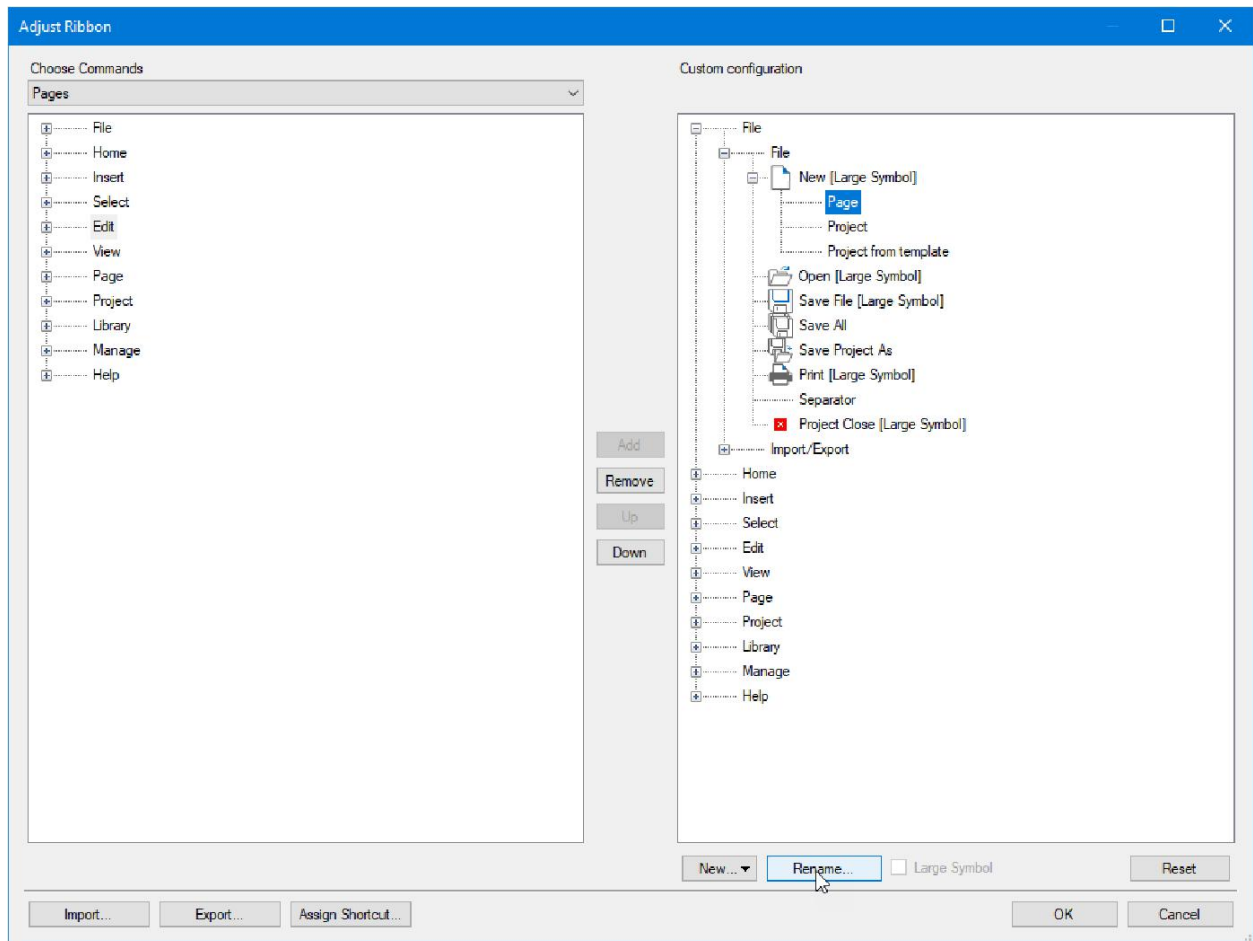 Adjust Ribbon
Choose Commands
Pages
File
Home
Insert
Select
Edit
View
Page
Project
Library
Manage
Help
Add
Remove
Up
Down
Custom configuration
File
File
New [Large Symbol]
Page
Project
Project from template
Open [Large Symbol]
Save File [Large Symbol]
Save All
Save Project As
Print [Large Symbol]
Separator
Project Close [Large Symbol]
Import/Export
Home
Insert
Select
Edit
View
Page
Project
Library
Manage
Help
New... Rename... Large Symbol Reset
Import... Export... Assign Shortcut... OK Cancel